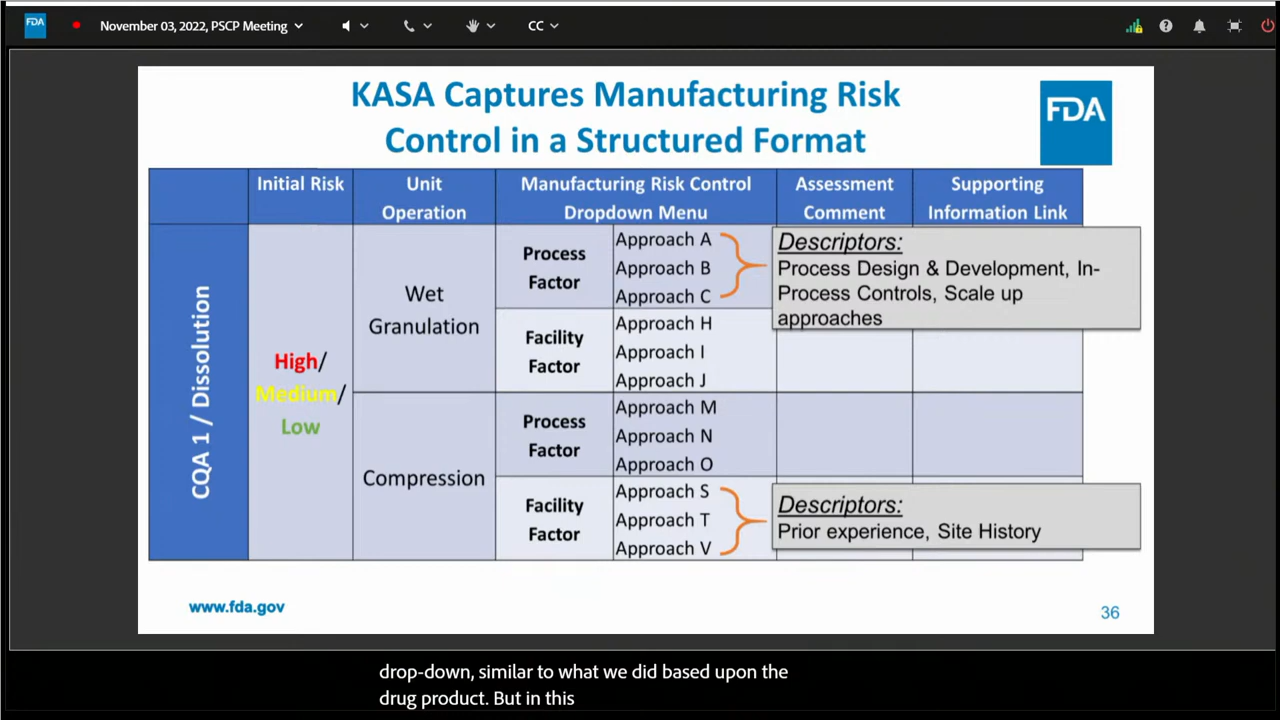 FDA
November 03, 2022, PSCP Meeting
CC
KASA Captures Manufacturing Risk
Control in a Structured Format
FDA
Initial Risk
Unit
Operation
Manufacturing Risk Control
Dropdown Menu
Assessment
Comment
Supporting
Information Link
CQA 1 / Dissolution
High/
Medium/
Low
Wet
Granulation
Process
Factor
Approach A
Approach B
Approach C
Descriptors:
Process Design & Development, In-
Process Controls, Scale up
approaches
Facility
Factor
Approach H
Approach I
Approach J
Compression
Process
Factor
Approach M
Approach N
Approach O
Facility
Factor
Approach S
Approach T
Approach V
Descriptors:
Prior experience, Site History
www.fda.gov
36
drop-down, similar to what we did based upon the
drug product. But in this